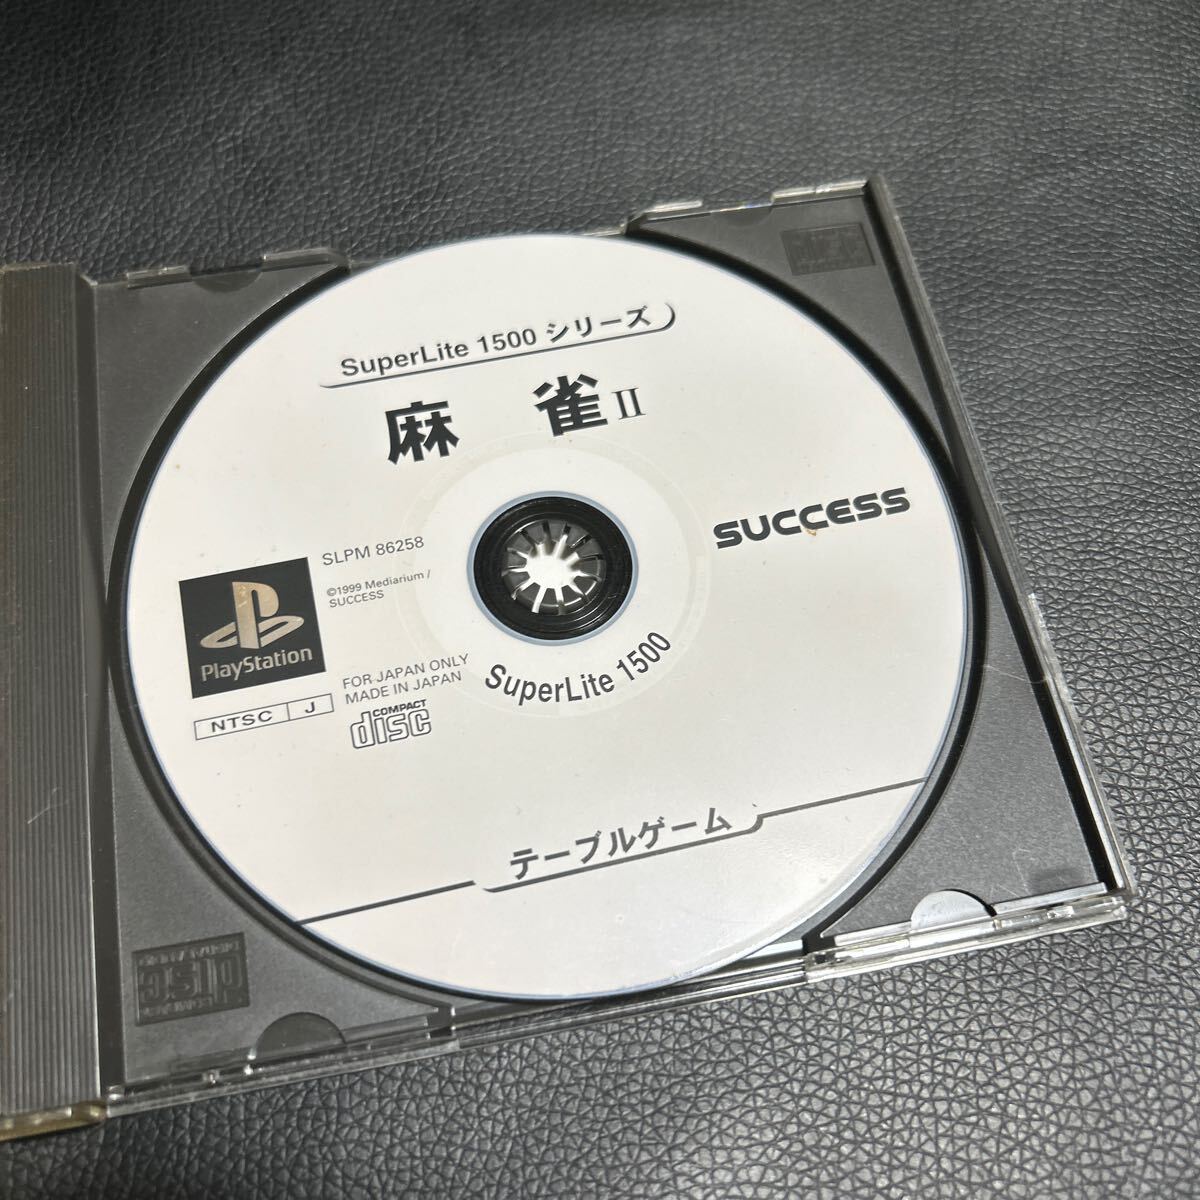 SuperLite 1500 シリーズ
麻 雀 II
SUCCESS
SLPM 86258
©1999 Mediarium /
SUCCESS
PlayStation
NTSC J
FOR JAPAN ONLY
MADE IN JAPAN
COMPACT
disc
SuperLite 1500
テーブルゲーム